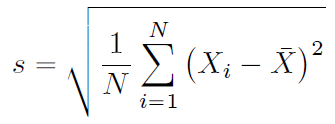 s = √( 1/N ∑_{i=1}^{N} (X_i − X̄)² )